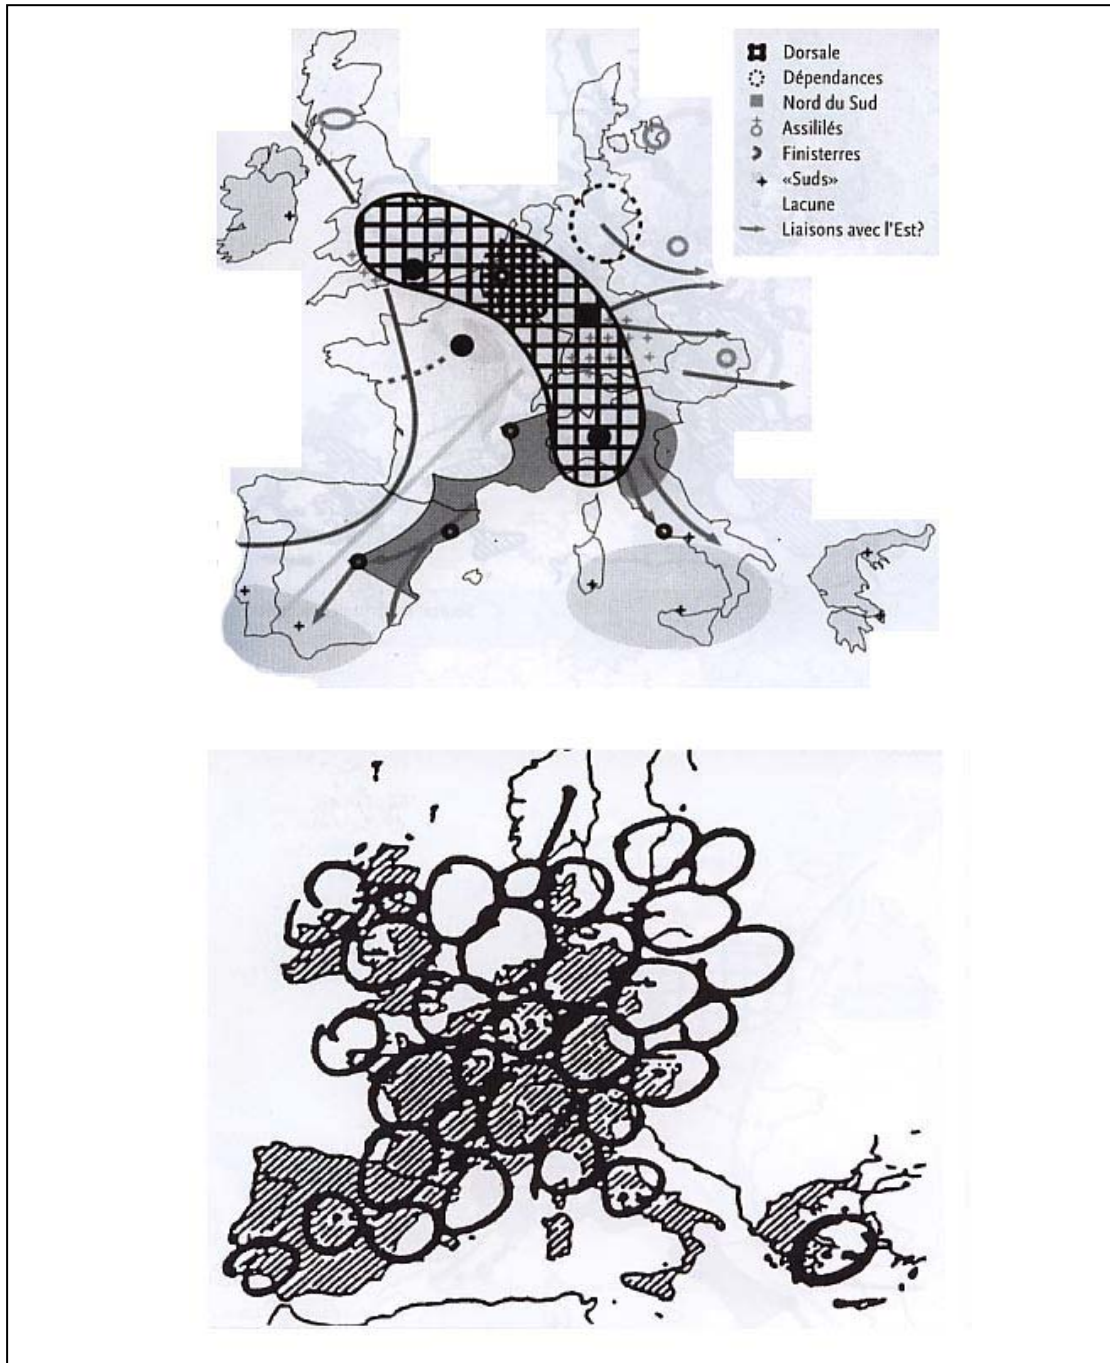 Dorsale
Dépendances
Nord du Sud
Assililés
Finisterres
«Suds»
Lacune
Liaisons avec l'Est?